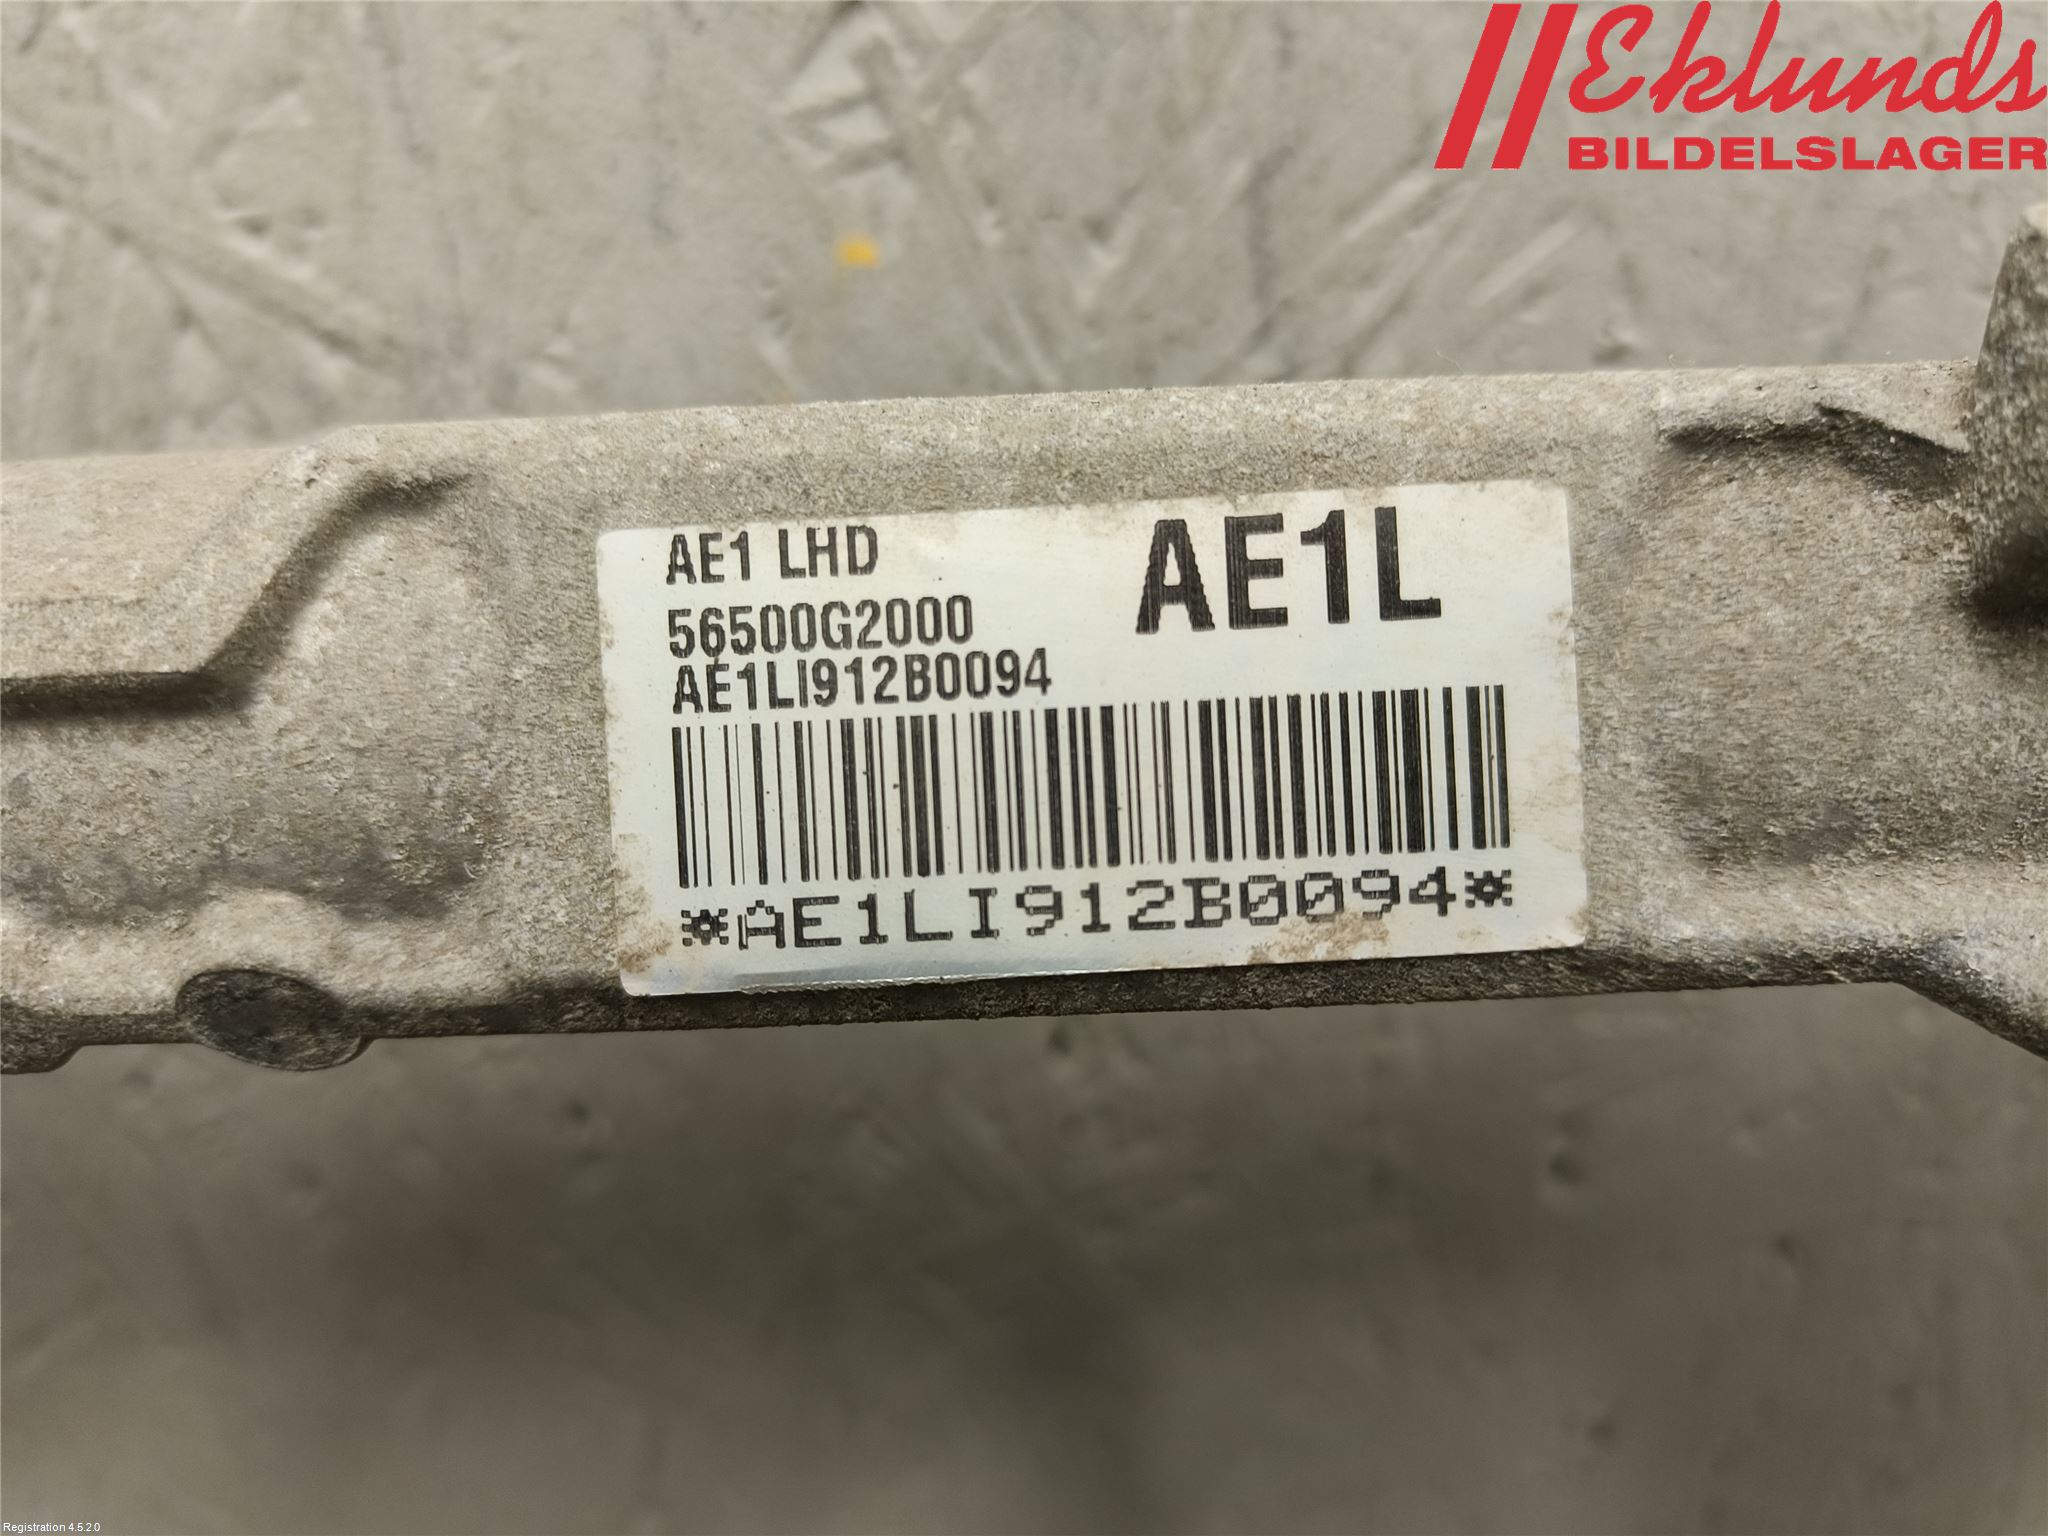 Eklunds
BILDELSLAGER
AE1 LHD
AE1L
56500G2000
AE1LI912B0094
*AE1LI912B0094*
Registration 4.5.2.0